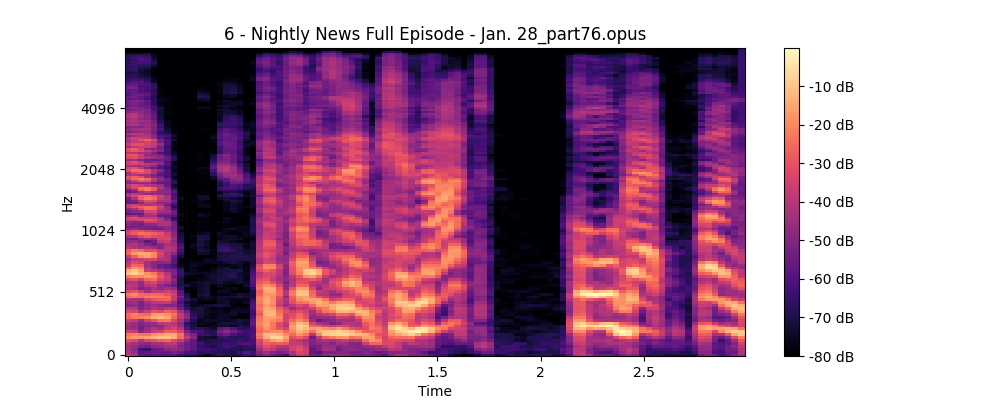 6 - Nightly News Full Episode - Jan. 28_part76.opus
4096
2048
1024
512
0
Hz
0
0.5
1
1.5
2
2.5
Time
-10 dB
-20 dB
-30 dB
-40 dB
-50 dB
-60 dB
-70 dB
-80 dB